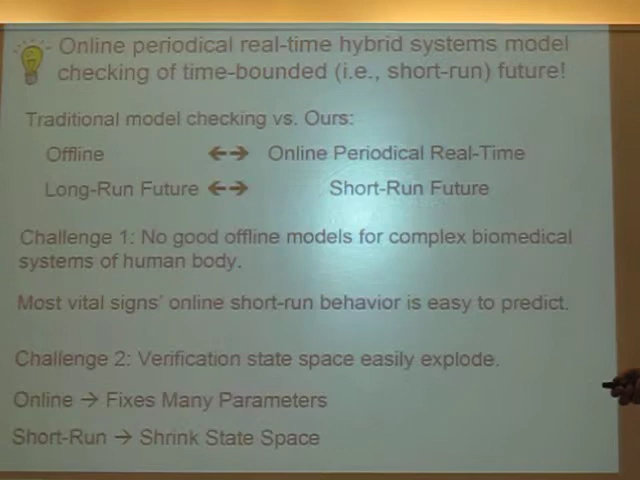 Online periodical real-time hybrid systems model
checking of time-bounded (i.e., short-run) future!
Traditional model checking vs. Ours:
Offline ←→ Online Periodical Real-Time
Long-Run Future ←→ Short-Run Future
Challenge 1: No good offline models for complex biomedical
systems of human body.
Most vital signs' online short-run behavior is easy to predict.
Challenge 2: Verification state space easily explode.
Online → Fixes Many Parameters
Short-Run → Shrink State Space